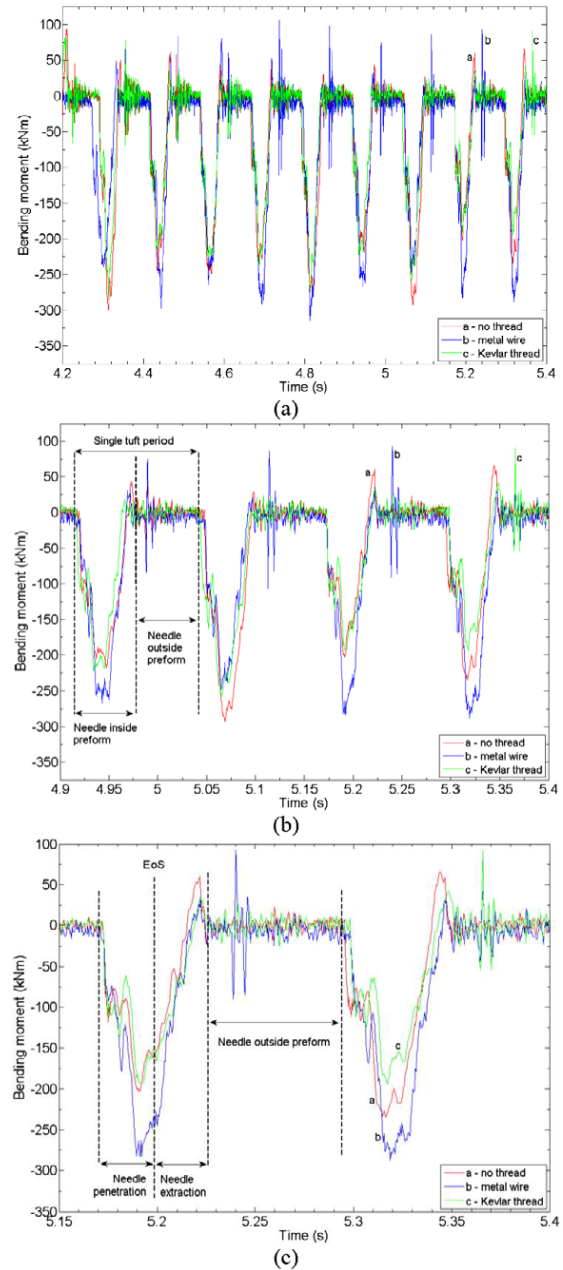 100
50
0
-50
-100
-150
-200
-250
-300
-350
Bending moment (kNm)
a b c
a - no thread
b - metal wire
c - Kevlar thread
4.2 4.4 4.6 4.8 5 5.2 5.4
Time (s)
(a)
100
50
0
-50
-100
-150
-200
-250
-300
-350
Bending moment (kNm)
Single tuft period
a b c
Needle
outside
preform
Needle inside
preform
a - no thread
b - metal wire
c - Kevlar thread
4.9 4.95 5 5.05 5.1 5.15 5.2 5.25 5.3 5.35 5.4
Time (s)
(b)
100
50
0
-50
-100
-150
-200
-250
-300
-350
Bending moment (kNm)
EoS
Needle outside preform
c
a
b
Needle
penetration
Needle
extraction
a - no thread
b - metal wire
c - Kevlar thread
5.15 5.2 5.25 5.3 5.35 5.4
Time (s)
(c)